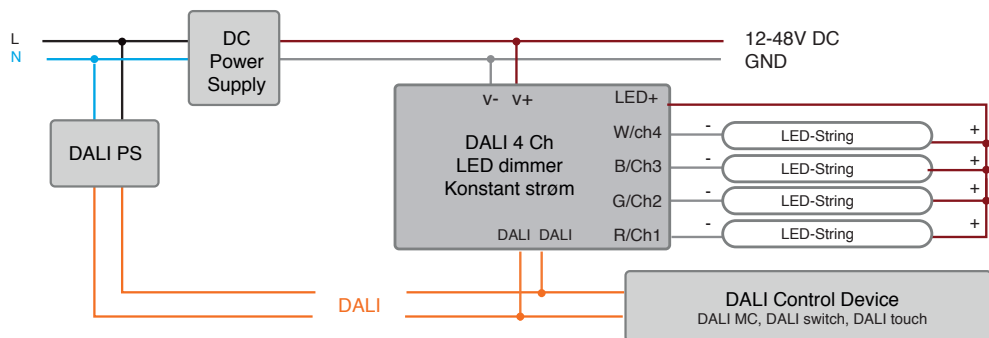 L
N
DC
Power
Supply
12-48V DC
GND
DALI PS
v- v+
LED+
DALI 4 Ch
LED dimmer
Konstant strøm
W/ch4 - LED-String +
B/Ch3 - LED-String +
G/Ch2 - LED-String +
R/Ch1 - LED-String +
DALI DALI
DALI
DALI Control Device
DALI MC, DALI switch, DALI touch